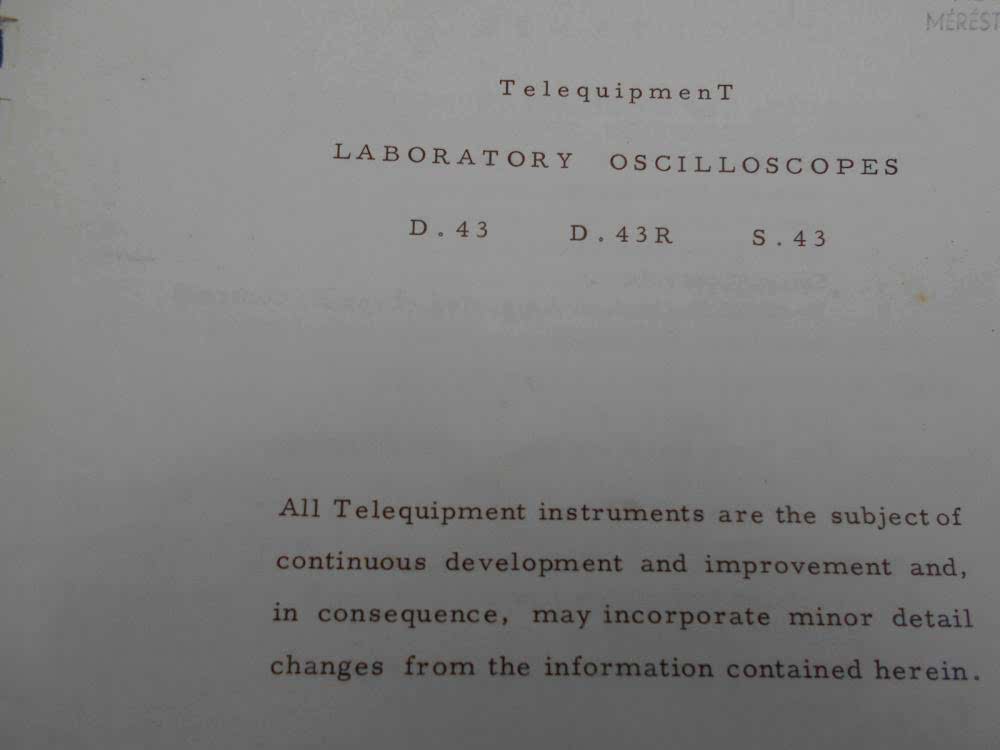 MÉRÉST
TelequipmenT
LABORATORY OSCILLOSCOPES
D.43 D.43R S.43
All Telequipment instruments are the subject of
continuous development and improvement and,
in consequence, may incorporate minor detail
changes from the information contained herein.